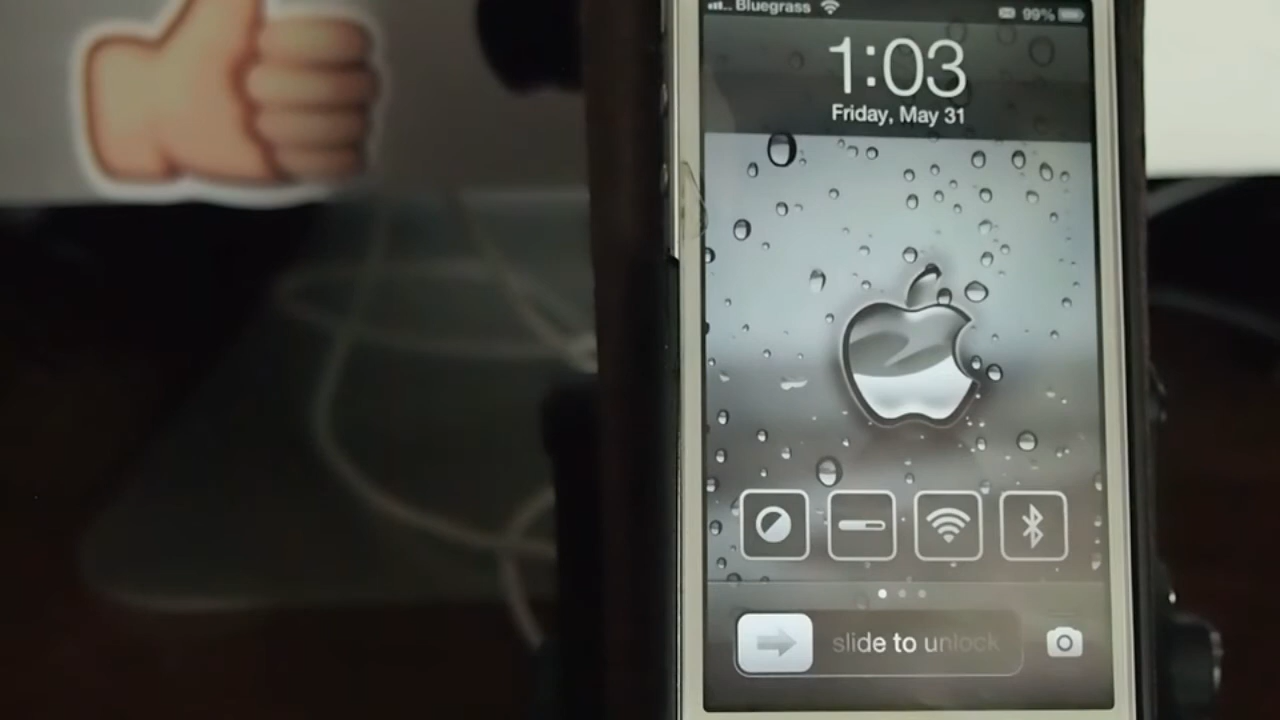 Bluegrass
99%
1:03
Friday, May 31
slide to unlock